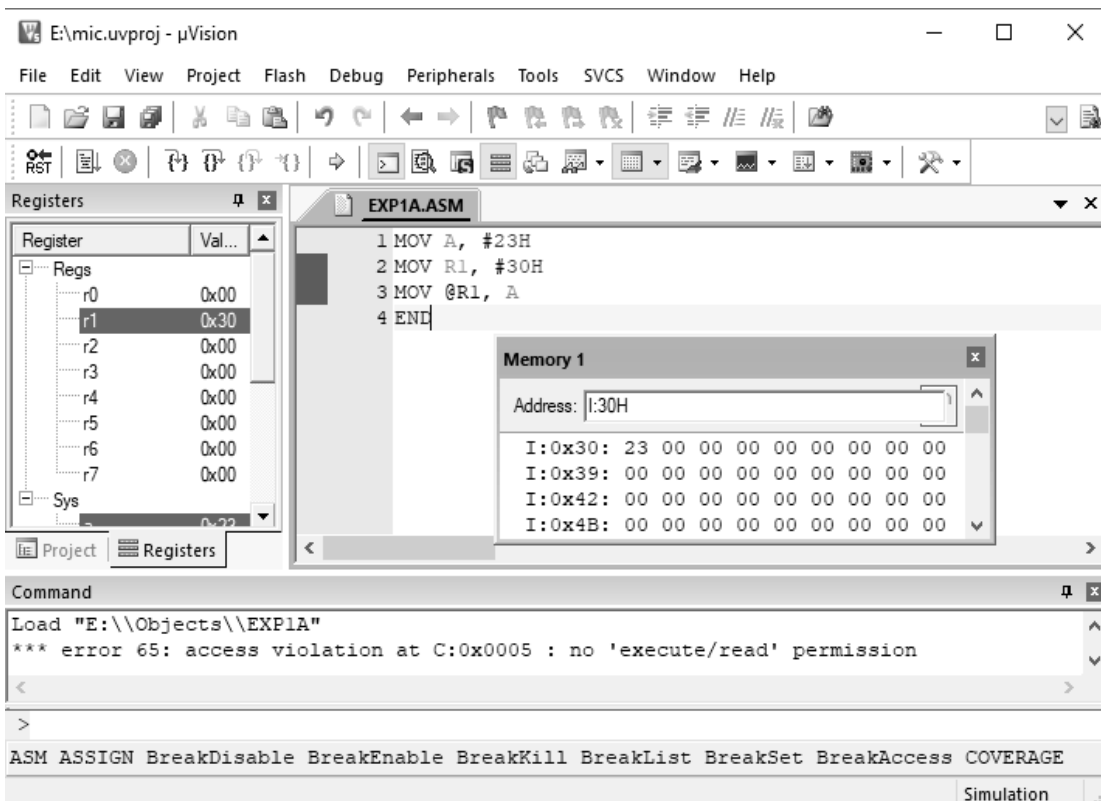 E:\mic.uvproj - µVision
File Edit View Project Flash Debug Peripherals Tools SVCS Window Help
RST
Registers
EXP1A.ASM
Register Val...
Regs
r0 0x00
r1 0x30
r2 0x00
r3 0x00
r4 0x00
r5 0x00
r6 0x00
r7 0x00
Sys
Project Registers
1 MOV A, #23H
2 MOV R1, #30H
3 MOV @R1, A
4 END
Memory 1
Address: I:30H
I:0x30: 23 00 00 00 00 00 00 00 00
I:0x39: 00 00 00 00 00 00 00 00 00
I:0x42: 00 00 00 00 00 00 00 00 00
I:0x4B: 00 00 00 00 00 00 00 00 00
Command
Load "E:\\Objects\\EXP1A"
*** error 65: access violation at C:0x0005 : no 'execute/read' permission
>
ASM ASSIGN BreakDisable BreakEnable BreakKill BreakList BreakSet BreakAccess COVERAGE
Simulation